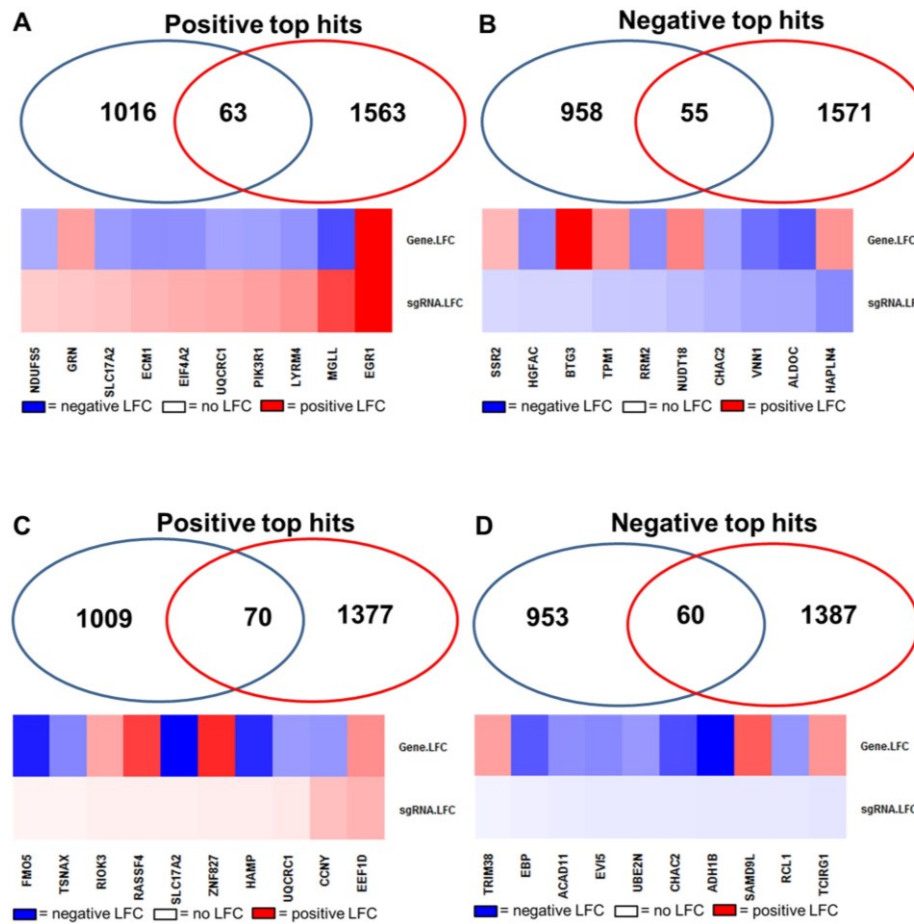 A
Positive top hits
1016 63 1563
Gene.LFC
sgRNA.LFC
NDUFS5 GRN SLC17A2 ECM1 EIF4A2 UQCRC1 PIK3R1 LYRM4 MGLL EGR1
= negative LFC = no LFC = positive LFC
B
Negative top hits
958 55 1571
Gene.LFC
sgRNA.LF
SSR2 HGFAC BTG3 TPM1 RRM2 NUDT18 CHAC2 VNN1 ALDOC HAPLN4
= negative LFC = no LFC = positive LFC
C
Positive top hits
1009 70 1377
Gene.LFC
sgRNA.LFC
FMO5 TSNAX RIOK3 RASSF4 SLC17A2 ZNF827 HAMP UQCRC1 CCNY EEF1D
= negative LFC = no LFC = positive LFC
D
Negative top hits
953 60 1387
Gene.LFC
sgRNA.LFC
TRIM38 EBP ACAD11 EVI5 UBE2N CHAC2 ADH1B SAMD9L RCL1 TCIRG1
= negative LFC = no LFC = positive LFC